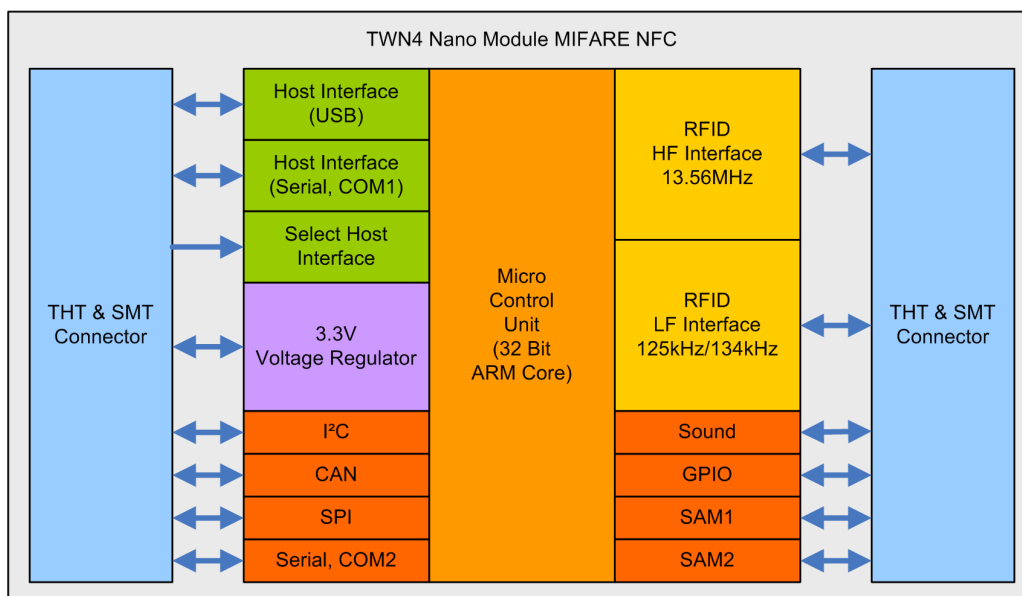 TWN4 Nano Module MIFARE NFC
THT & SMT
Connector
Host Interface
(USB)
Host Interface
(Serial, COM1)
Select Host
Interface
3.3V
Voltage Regulator
I²C
CAN
SPI
Serial, COM2
Micro
Control
Unit
(32 Bit
ARM Core)
RFID
HF Interface
13.56MHz
RFID
LF Interface
125kHz/134kHz
Sound
GPIO
SAM1
SAM2
THT & SMT
Connector